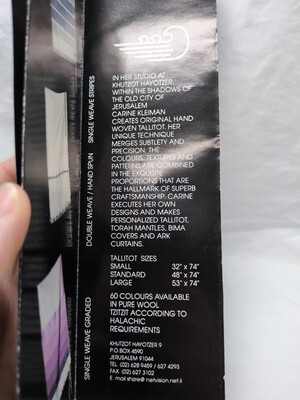 IN HER STUDIO AT
KHUTZOT HAYOTZER,
WITHIN THE SHADOWS OF
THE OLD CITY OF
JERUSALEM
CARINE KLEIMAN
CREATES ORIGINAL HAND
WOVEN TALLITOT. HER
UNIQUE TECHNIQUE
MERGES SUBTLETY AND
PRECISION. THE
COLOURS, TEXTURES AND
PATTERNS ARE COMBINED
IN THE EXQUISITE
PROPORTIONS THAT ARE
THE HALLMARK OF SUPERB
CRAFTSMANSHIP. CARINE
EXECUTES HER OWN
DESIGNS AND MAKES
PERSONALIZED TALLITOT,
TORAH MANTLES, BIMA
COVERS AND ARK
CURTAINS.
TALLITOT SIZES
SMALL 32" x 74"
STANDARD 48" x 74"
LARGE 53" x 74"
60 COLOURS AVAILABLE
IN PURE WOOL
TZITZIT ACCORDING TO
HALACHIC
REQUIREMENTS
KHUTZOT HAYOTZER 9
P.O.BOX 4590
JERUSALEM 91044
TEL. (02) 628 9459 / 627 4293
FAX (02) 627 3102
E. mail shizre@netvision.net.il
SINGLE WEAVE STRIPES
DOUBLE WEAVE / HAND SPUN
SINGLE WEAVE GRADED